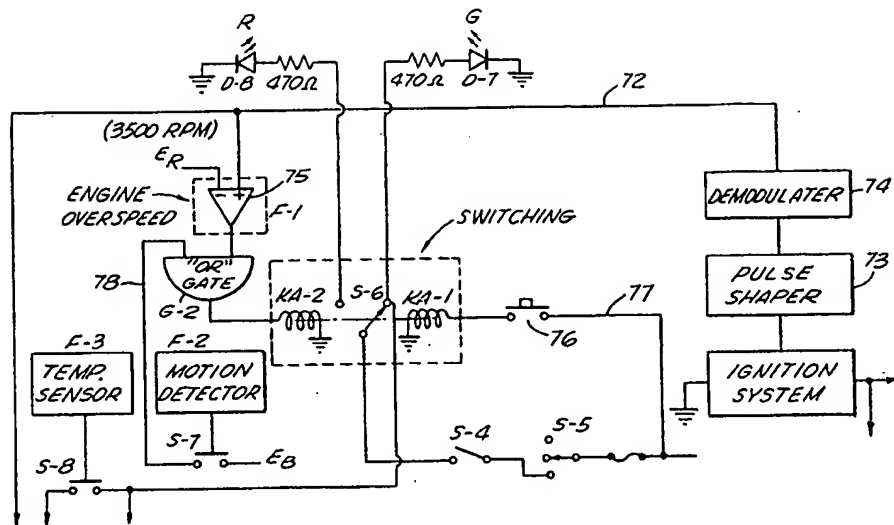 R
G
D-8
470Ω
470Ω
D-7
72
(3500 RPM)
ER
75
ENGINE
OVERSPEED
F-1
DEMODULATER
74
SWITCHING
"OR"
GATE
G-2
78
KA-2
S-6
KA-1
PULSE
SHAPER
73
77
76
F-3
TEMP.
SENSOR
F-2
MOTION
DETECTOR
IGNITION
SYSTEM
S-7
EB
S-4
S-5
S-8